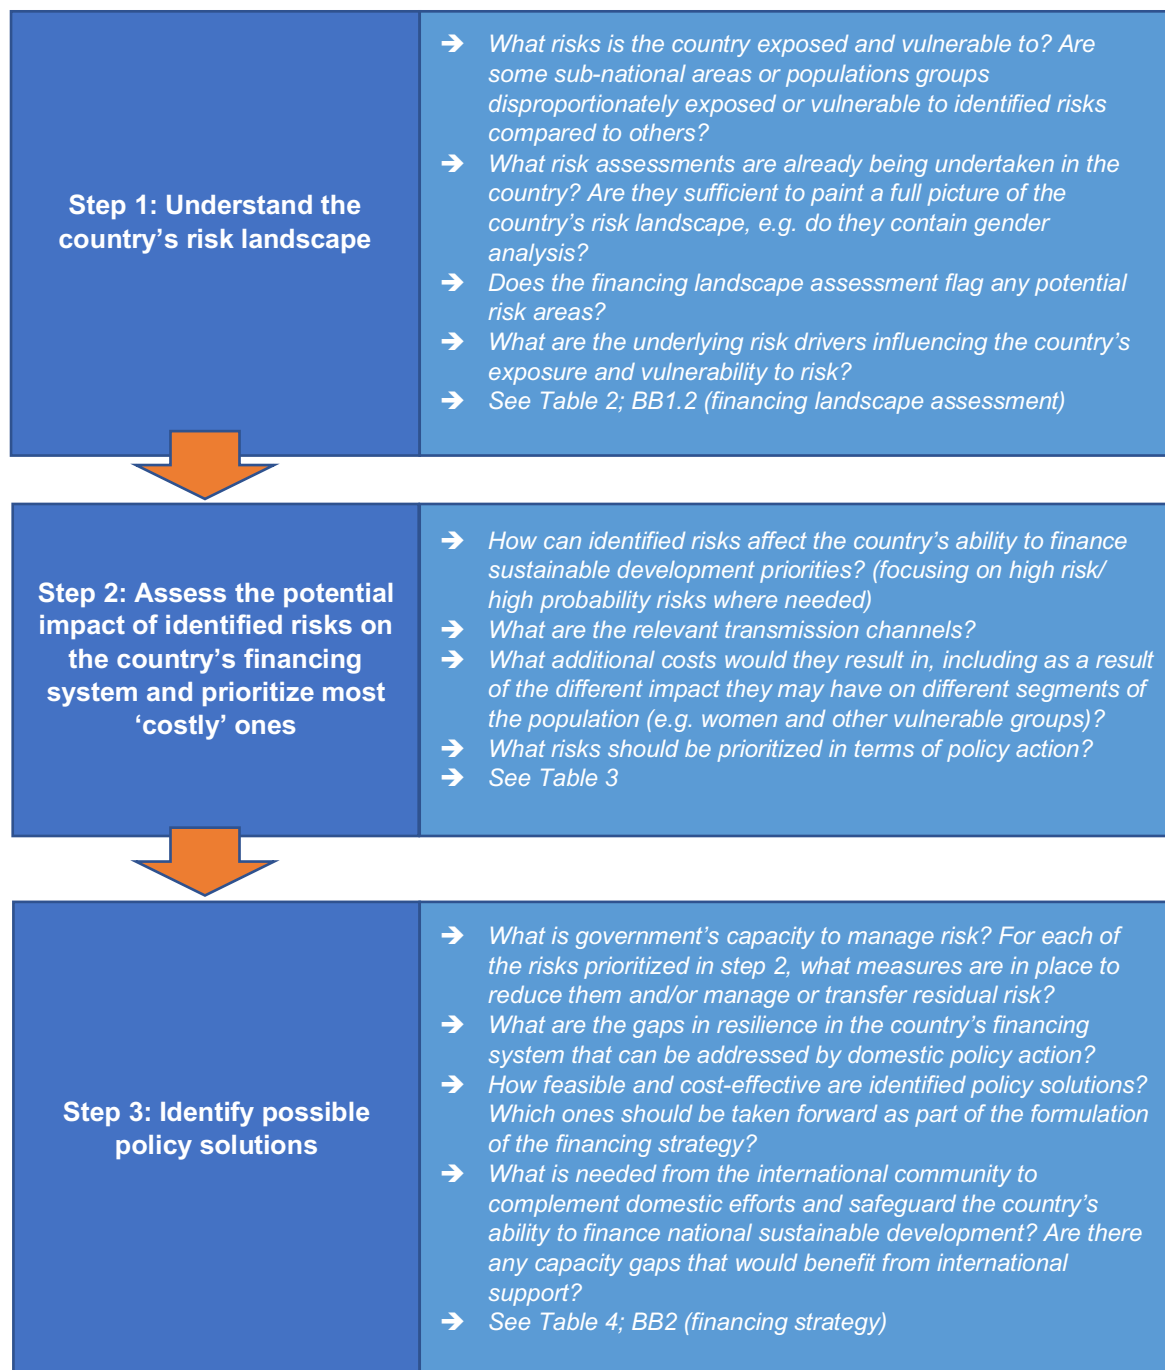 Step 1: Understand the
country’s risk landscape
➔ What risks is the country exposed and vulnerable to? Are
some sub-national areas or populations groups
disproportionately exposed or vulnerable to identified risks
compared to others?
➔ What risk assessments are already being undertaken in the
country? Are they sufficient to paint a full picture of the
country’s risk landscape, e.g. do they contain gender
analysis?
➔ Does the financing landscape assessment flag any potential
risk areas?
➔ What are the underlying risk drivers influencing the country’s
exposure and vulnerability to risk?
➔ See Table 2; BB1.2 (financing landscape assessment)
Step 2: Assess the potential
impact of identified risks on
the country’s financing
system and prioritize most
‘costly’ ones
➔ How can identified risks affect the country’s ability to finance
sustainable development priorities? (focusing on high risk/
high probability risks where needed)
➔ What are the relevant transmission channels?
➔ What additional costs would they result in, including as a result
of the different impact they may have on different segments of
the population (e.g. women and other vulnerable groups)?
➔ What risks should be prioritized in terms of policy action?
➔ See Table 3
Step 3: Identify possible
policy solutions
➔ What is government’s capacity to manage risk? For each of
the risks prioritized in step 2, what measures are in place to
reduce them and/or manage or transfer residual risk?
➔ What are the gaps in resilience in the country’s financing
system that can be addressed by domestic policy action?
➔ How feasible and cost-effective are identified policy solutions?
Which ones should be taken forward as part of the formulation
of the financing strategy?
➔ What is needed from the international community to
complement domestic efforts and safeguard the country’s
ability to finance national sustainable development? Are there
any capacity gaps that would benefit from international
support?
➔ See Table 4; BB2 (financing strategy)